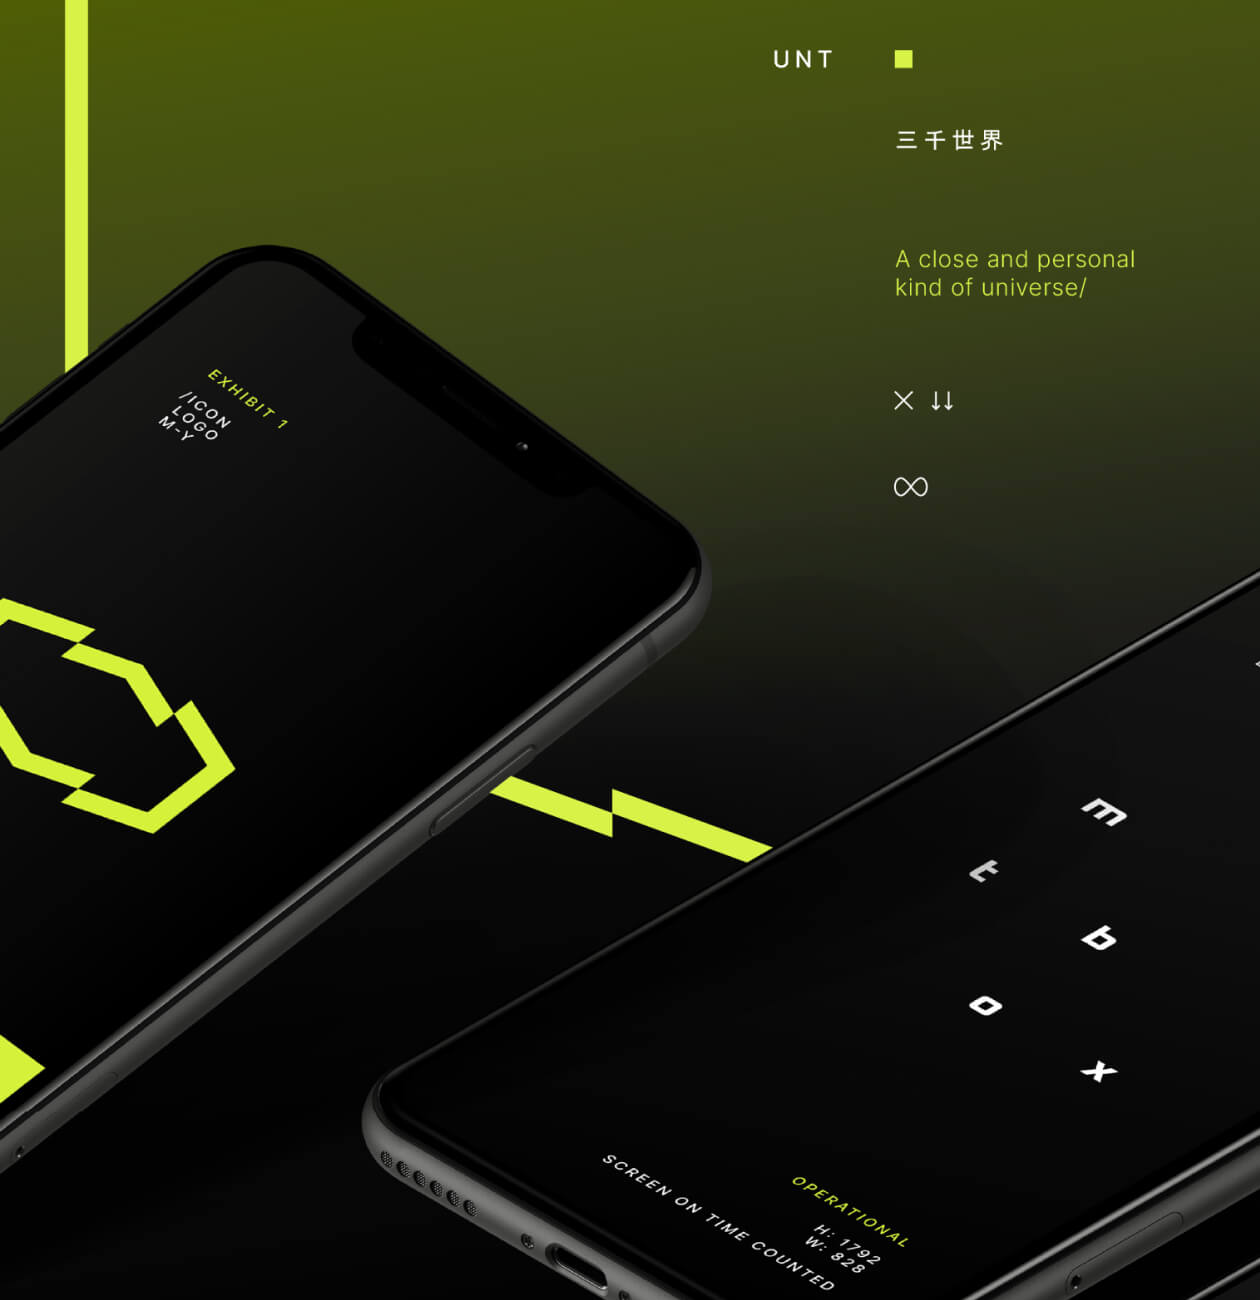 UNT
三千世界
A close and personal
kind of universe/
× ↓↓
∞
EXHIBIT 1
/ICON
LOGO
M-Y
m
t
b
o
x
OPERATIONAL
H: 1792
W: 828
SCREEN ON TIME COUNTED